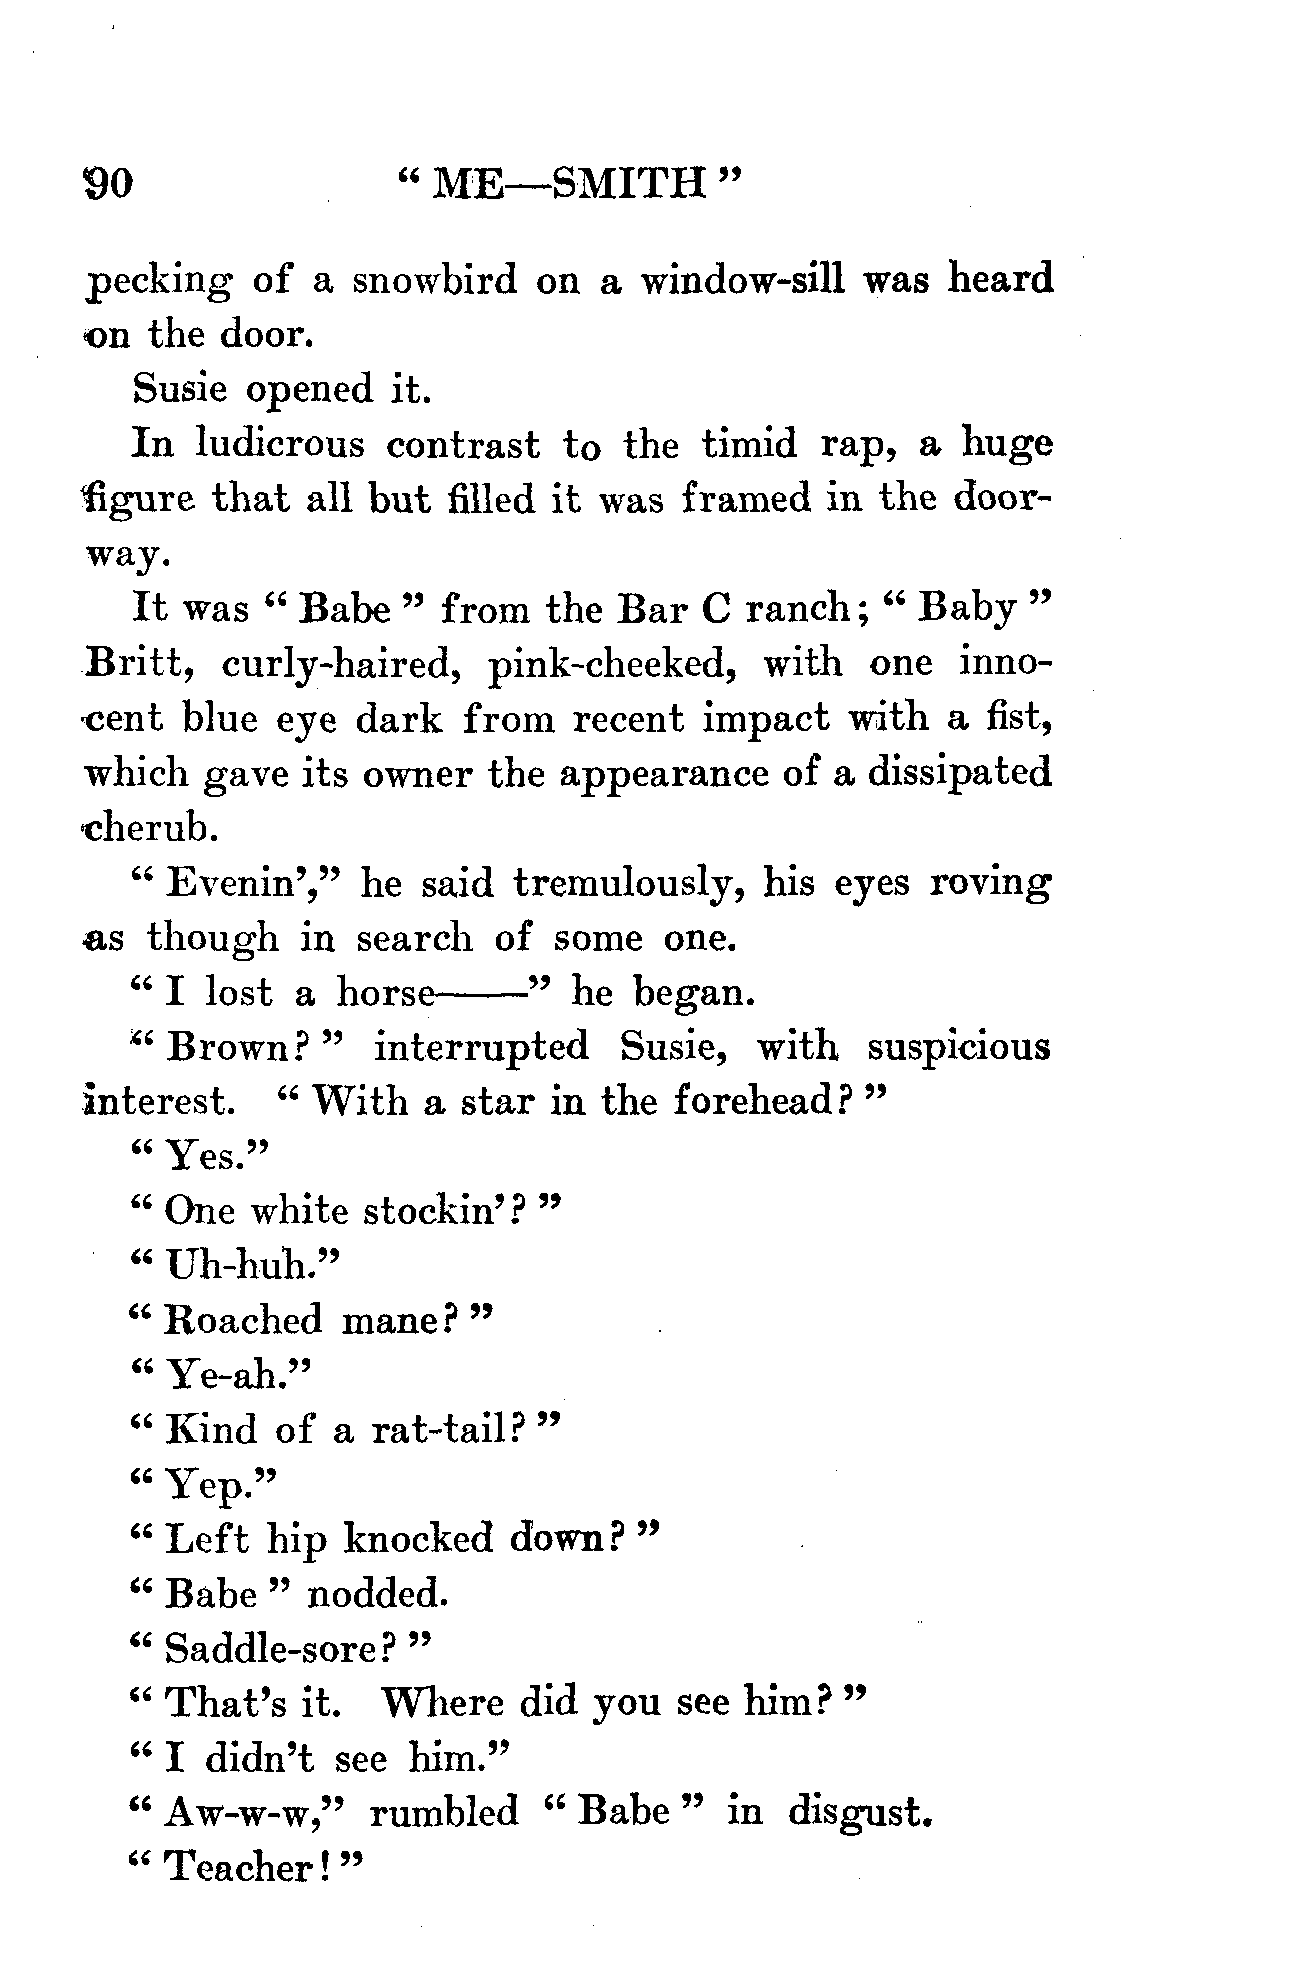 90 “ ME—SMITH ”
pecking of a snowbird on a window-sill was heard
on the door.
Susie opened it.
In ludicrous contrast to the timid rap, a huge
figure that all but filled it was framed in the door-
way.
It was “ Babe ” from the Bar C ranch; “ Baby ”
Britt, curly-haired, pink-cheeked, with one inno-
cent blue eye dark from recent impact with a fist,
which gave its owner the appearance of a dissipated
cherub.
“ Evenin’,” he said tremulously, his eyes roving
as though in search of some one.
“ I lost a horse——” he began.
“ Brown? ” interrupted Susie, with suspicious
interest. “ With a star in the forehead? ”
“ Yes.”
“ One white stockin’? ”
“ Uh-huh.”
“ Roached mane? ”
“ Ye-ah.”
“ Kind of a rat-tail? ”
“ Yep.”
“ Left hip knocked down? ”
“ Babe ” nodded.
“ Saddle-sore? ”
“ That’s it. Where did you see him? ”
“ I didn’t see him.”
“ Aw-w-w,” rumbled “ Babe ” in disgust.
“ Teacher! ”